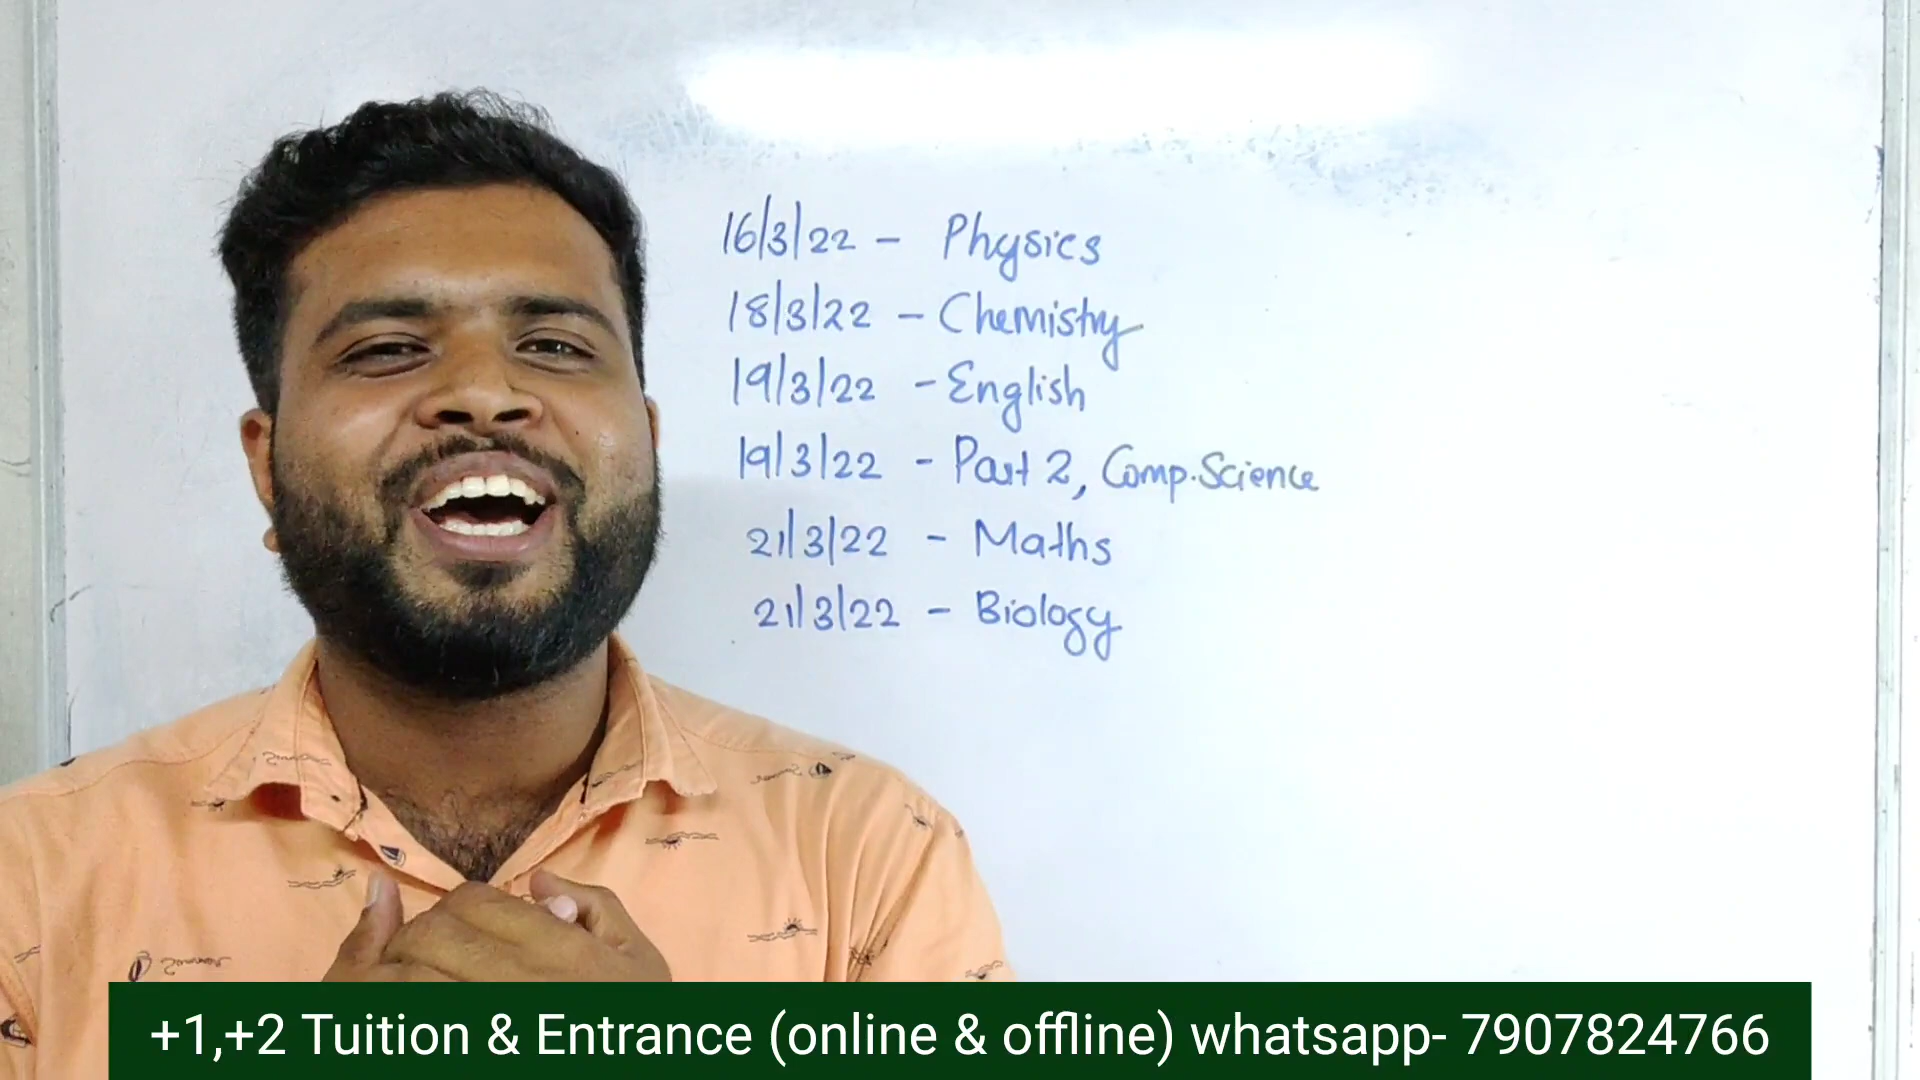 16/3/22 - Physics
18/3/22 - Chemistry
19/3/22 - English
19/3/22 - Part 2, Comp.Science
21/3/22 - Maths
21/3/22 - Biology
+1,+2 Tuition & Entrance (online & offline) whatsapp- 7907824766